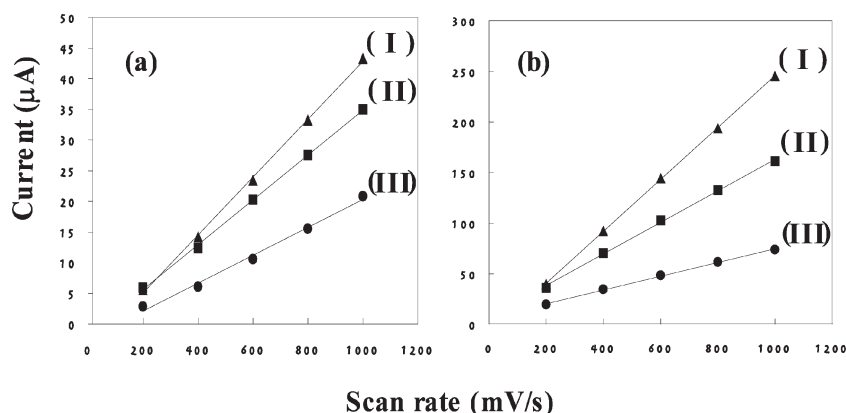 50
45
40
35
30
25
20
15
10
5
0
0 200 400 600 800 1000 1200
(a)
( I )
( II )
(III)
Current (μA)
300
250
200
150
100
50
0
0 200 400 600 800 1000 1200
(b)
( I )
( II )
(III)
Scan rate (mV/s)